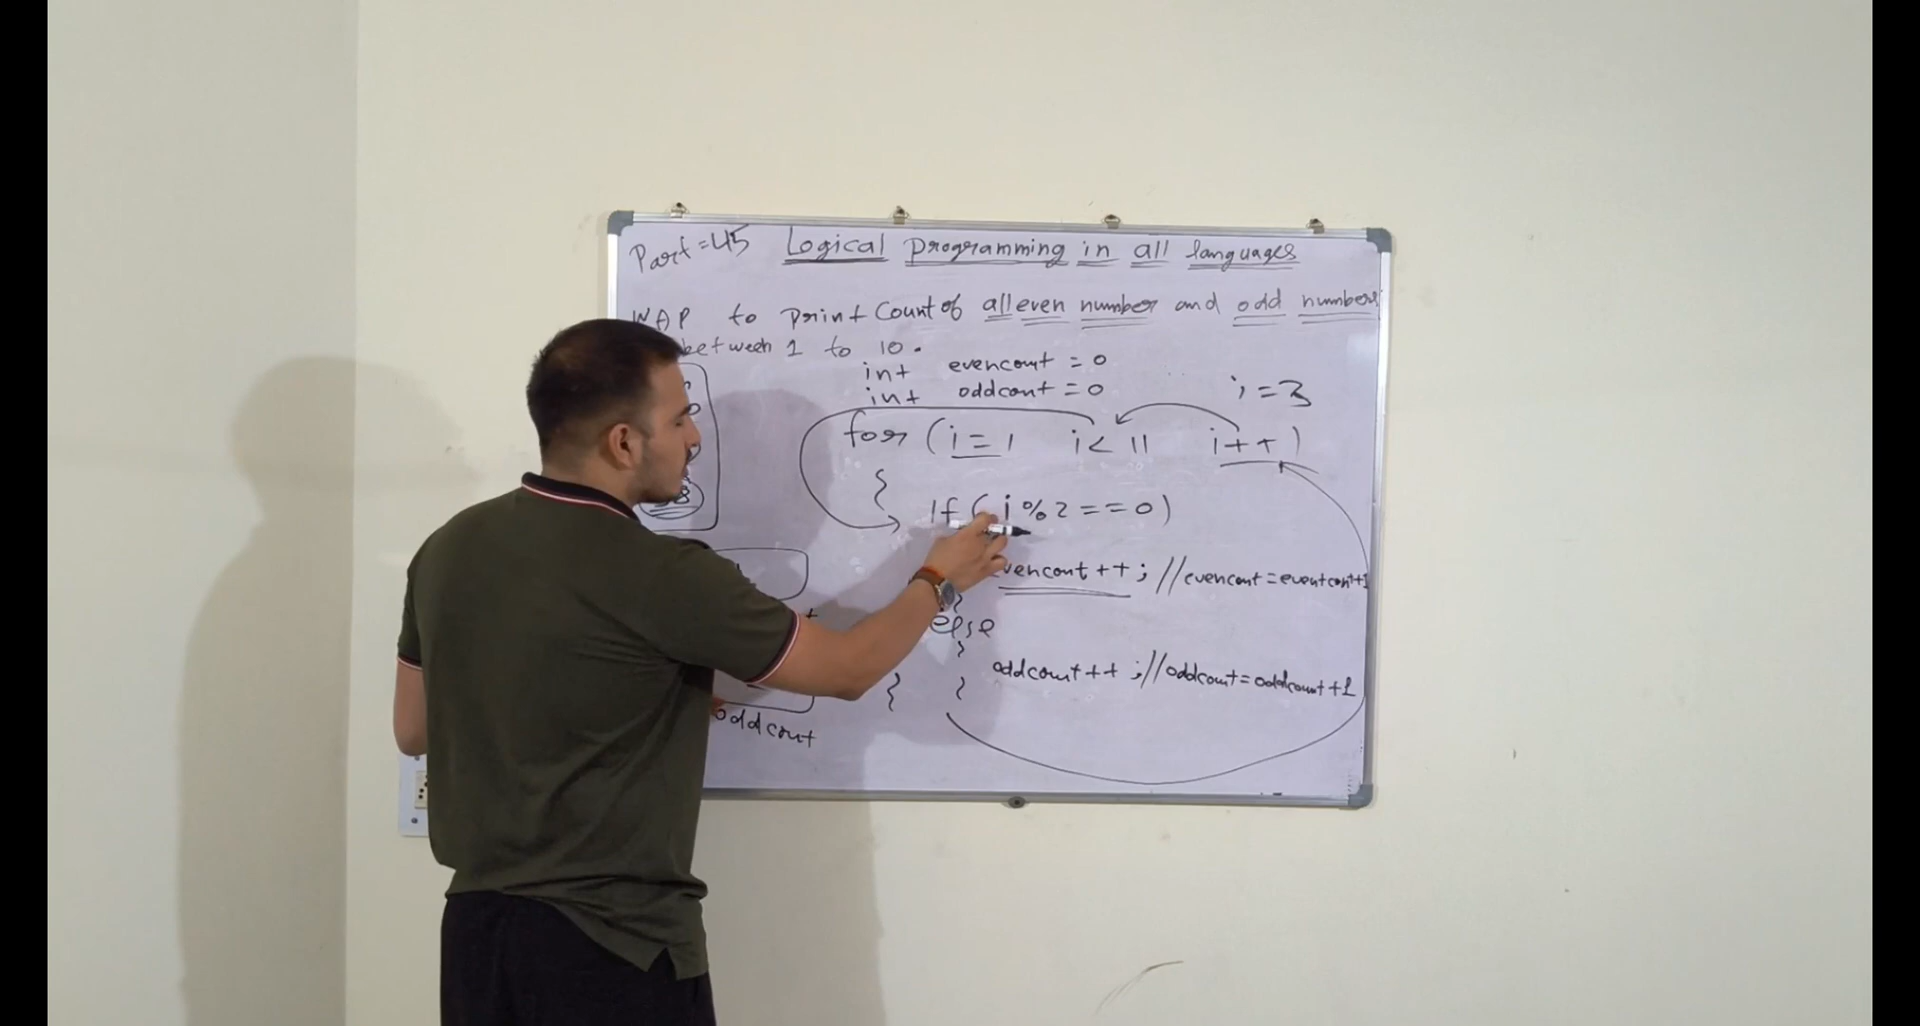 Part=45 Logical programming in all languages
WAP to print count of all even number and odd numbers
between 1 to 10.
int evencount = 0
int oddcount = 0
i=3
for (i=1 i<11 i++)
{
if (i%2==0)
evencount++; //evencount=eventcount+1
}
else
{
oddcount++;//oddcount=oddcount+1
}
}
oddcount